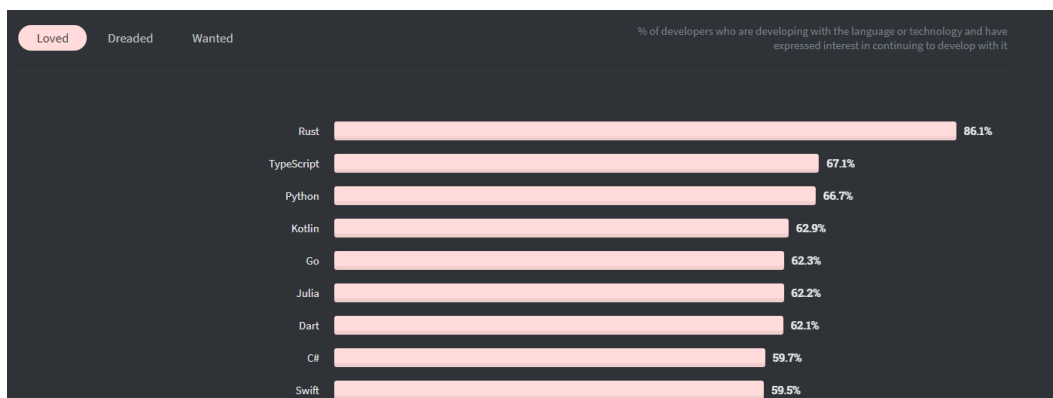 Loved Dreaded Wanted
% of developers who are developing with the language or technology and have
expressed interest in continuing to develop with it
Rust 86.1%
TypeScript 67.1%
Python 66.7%
Kotlin 62.9%
Go 62.3%
Julia 62.2%
Dart 62.1%
C# 59.7%
Swift 59.5%